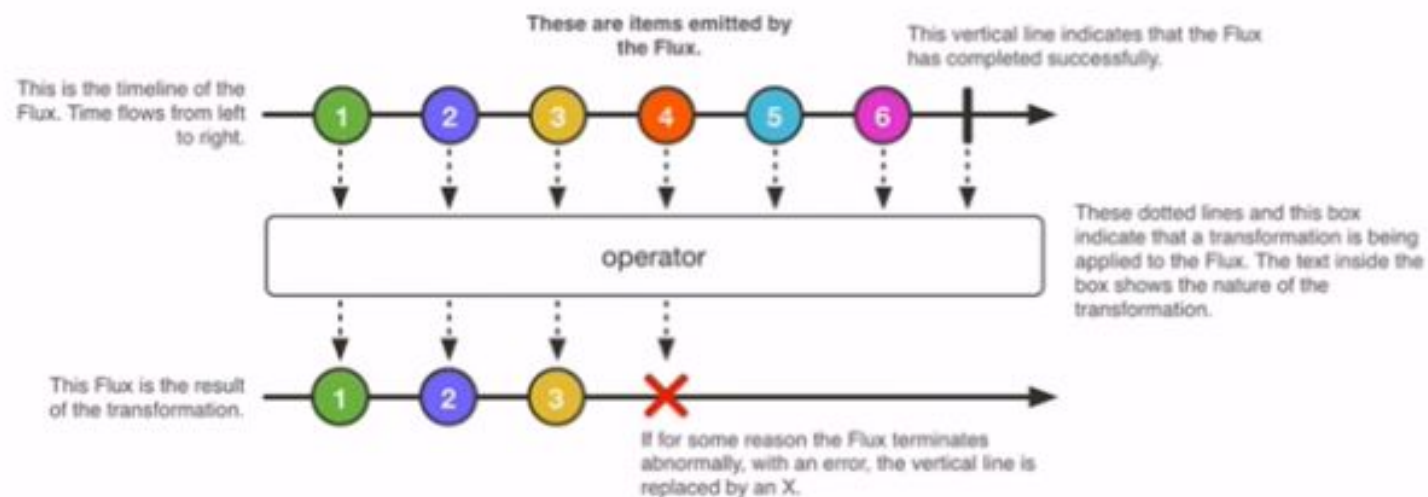 These are items emitted by
the Flux.
This vertical line indicates that the Flux
has completed successfully.
This is the timeline of the
Flux. Time flows from left
to right.
1 2 3 4 5 6
These dotted lines and this box
indicate that a transformation is being
applied to the Flux. The text inside the
box shows the nature of the
transformation.
operator
This Flux is the result
of the transformation.
1 2 3
If for some reason the Flux terminates
abnormally, with an error, the vertical line is
replaced by an X.